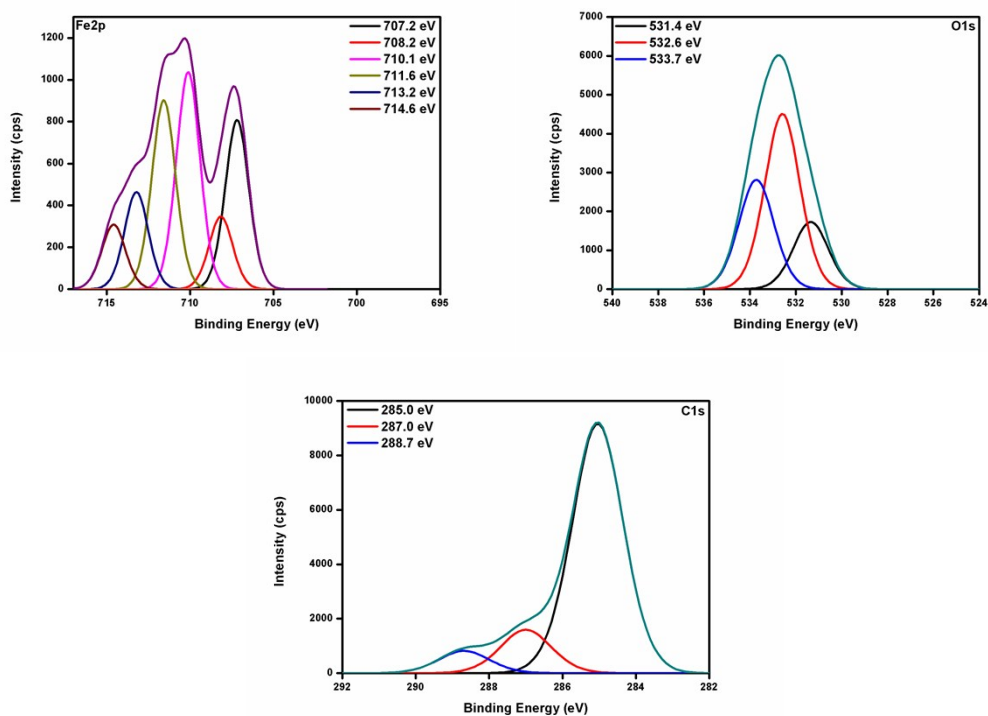 Fe2p
707.2 eV
708.2 eV
710.1 eV
711.6 eV
713.2 eV
714.6 eV
1200
1000
800
600
400
200
0
715
710
705
700
695
Intensity (cps)
Binding Energy (eV)
O1s
531.4 eV
532.6 eV
533.7 eV
7000
6000
5000
4000
3000
2000
1000
0
540
538
536
534
532
530
528
526
524
Intensity (cps)
Binding Energy (eV)
C1s
285.0 eV
287.0 eV
288.7 eV
10000
8000
6000
4000
2000
0
292
290
288
286
284
282
Intensity (cps)
Binding Energy (eV)